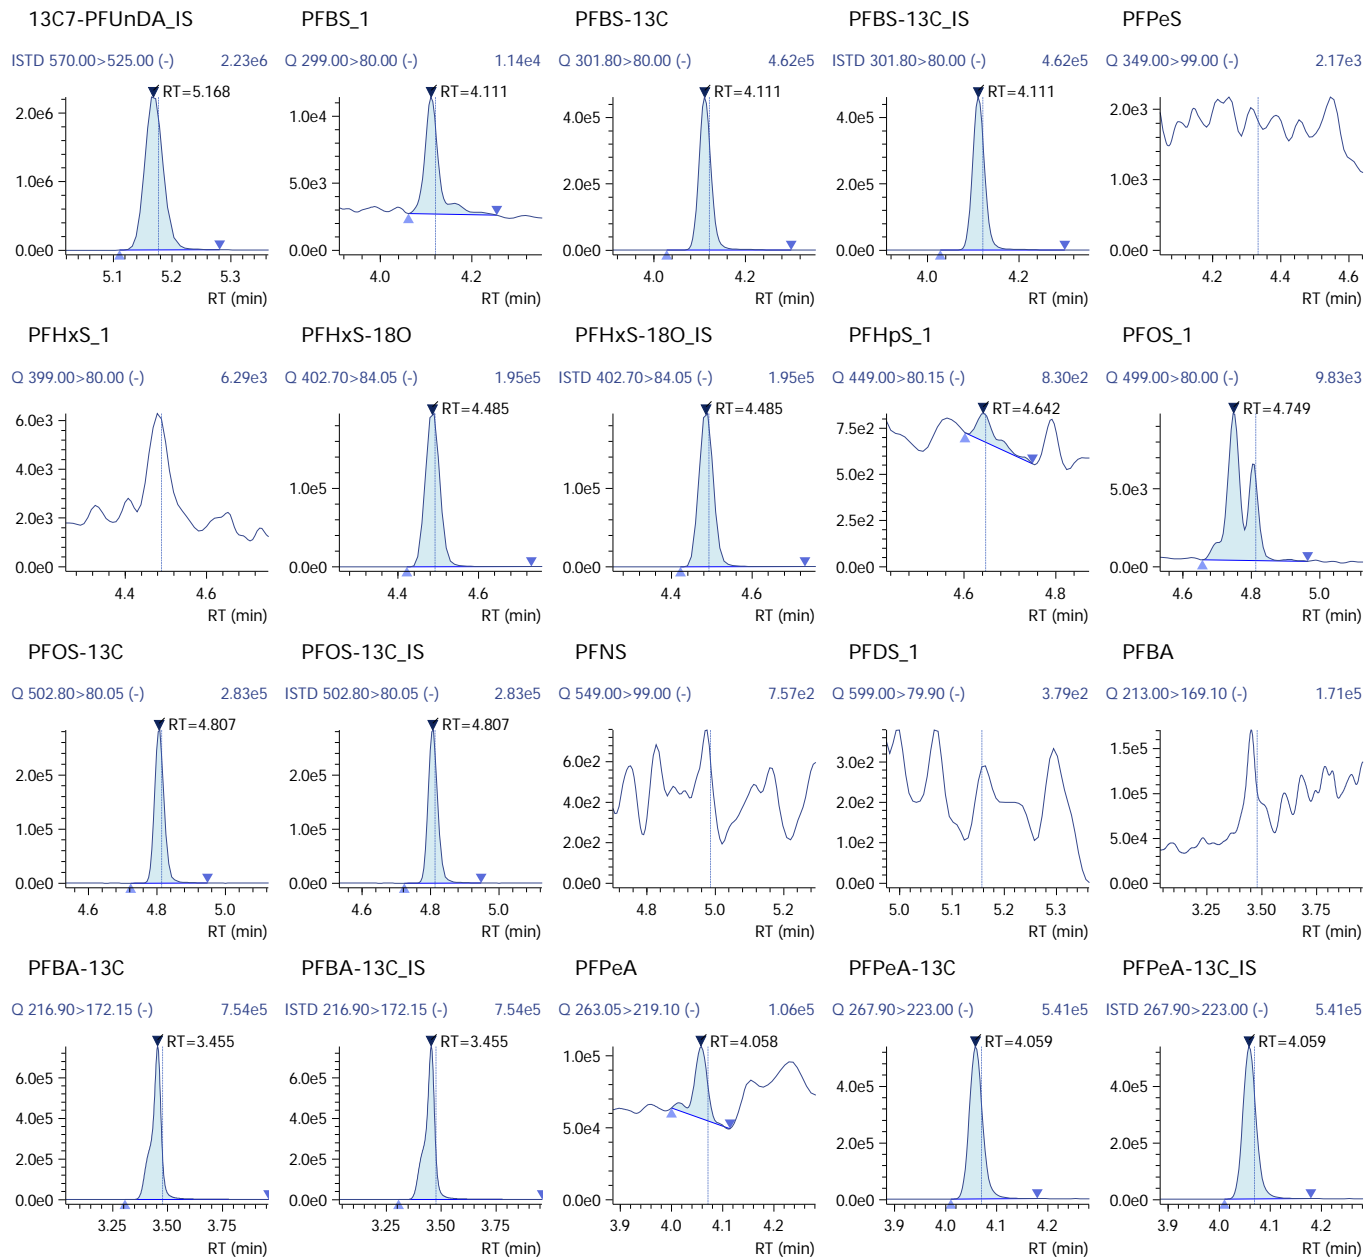 13C7-PFUnDA_IS PFBS_1 PFBS-13C PFBS-13C_IS PFPeS
ISTD 570.00>525.00 (-) 2.23e6 Q 299.00>80.00 (-) 1.14e4 Q 301.80>80.00 (-) 4.62e5 ISTD 301.80>80.00 (-) 4.62e5 Q 349.00>99.00 (-) 2.17e3
RT=5.168 RT=4.111 RT=4.111 RT=4.111
2.0e6 1.0e4 4.0e5 4.0e5 2.0e3
1.0e6 5.0e3 2.0e5 2.0e5 1.0e3
0.0e0 0.0e0 0.0e0 0.0e0 0.0e0
5.1 5.2 5.3 4.0 4.2 4.0 4.2 4.0 4.2 4.2 4.4 4.6
RT (min) RT (min) RT (min) RT (min) RT (min)
PFHxS_1 PFHxS-18O PFHxS-18O_IS PFHpS_1 PFOS_1
Q 399.00>80.00 (-) 6.29e3 Q 402.70>84.05 (-) 1.95e5 ISTD 402.70>84.05 (-) 1.95e5 Q 449.00>80.15 (-) 8.30e2 Q 499.00>80.00 (-) 9.83e3
RT=4.485 RT=4.485 RT=4.642 RT=4.749
6.0e3 7.5e2
4.0e3 1.0e5 1.0e5 5.0e2 5.0e3
2.0e3 2.5e2
0.0e0 0.0e0 0.0e0 0.0e0 0.0e0
4.4 4.6 4.4 4.6 4.4 4.6 4.6 4.8 4.6 4.8 5.0
RT (min) RT (min) RT (min) RT (min) RT (min)
PFOS-13C PFOS-13C_IS PFNS PFDS_1 PFBA
Q 502.80>80.05 (-) 2.83e5 ISTD 502.80>80.05 (-) 2.83e5 Q 549.00>99.00 (-) 7.57e2 Q 599.00>79.90 (-) 3.79e2 Q 213.00>169.10 (-) 1.71e5
RT=4.807 RT=4.807
2.0e5 2.0e5 6.0e2 3.0e2 1.5e5
1.0e5 1.0e5 4.0e2 2.0e2 1.0e5
2.0e2 1.0e2 5.0e4
0.0e0 0.0e0 0.0e0 0.0e0 0.0e0
4.6 4.8 5.0 4.6 4.8 5.0 4.8 5.0 5.2 5.0 5.1 5.2 5.3 3.25 3.50 3.75
RT (min) RT (min) RT (min) RT (min) RT (min)
PFBA-13C PFBA-13C_IS PFPeA PFPeA-13C PFPeA-13C_IS
Q 216.90>172.15 (-) 7.54e5 ISTD 216.90>172.15 (-) 7.54e5 Q 263.05>219.10 (-) 1.06e5 Q 267.90>223.00 (-) 5.41e5 ISTD 267.90>223.00 (-) 5.41e5
RT=3.455 RT=3.455 RT=4.058 RT=4.059 RT=4.059
6.0e5 6.0e5 1.0e5 4.0e5 4.0e5
4.0e5 4.0e5 5.0e4 2.0e5 2.0e5
2.0e5 2.0e5
0.0e0 0.0e0 0.0e0 0.0e0 0.0e0
3.25 3.50 3.75 3.25 3.50 3.75 3.9 4.0 4.1 4.2 3.9 4.0 4.1 4.2 3.9 4.0 4.1 4.2
RT (min) RT (min) RT (min) RT (min) RT (min)